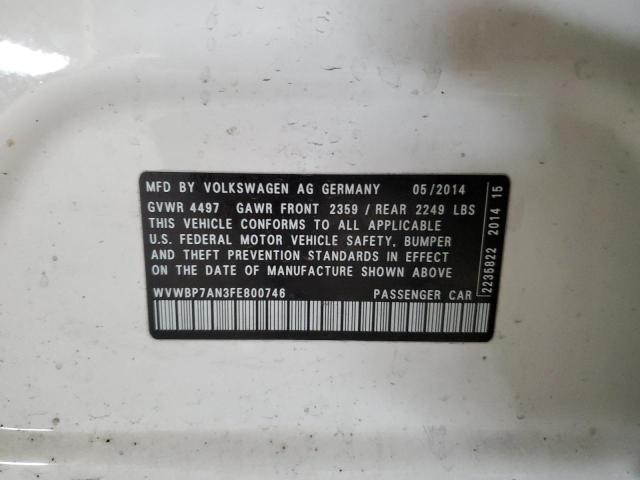 MFD BY VOLKSWAGEN AG GERMANY 05/2014
GVWR 4497 GAWR FRONT 2359 / REAR 2249 LBS
THIS VEHICLE CONFORMS TO ALL APPLICABLE
U.S. FEDERAL MOTOR VEHICLE SAFETY, BUMPER
AND THEFT PREVENTION STANDARDS IN EFFECT
ON THE DATE OF MANUFACTURE SHOWN ABOVE
WVWBP7AN3FE800746 PASSENGER CAR
2235822 2014 15